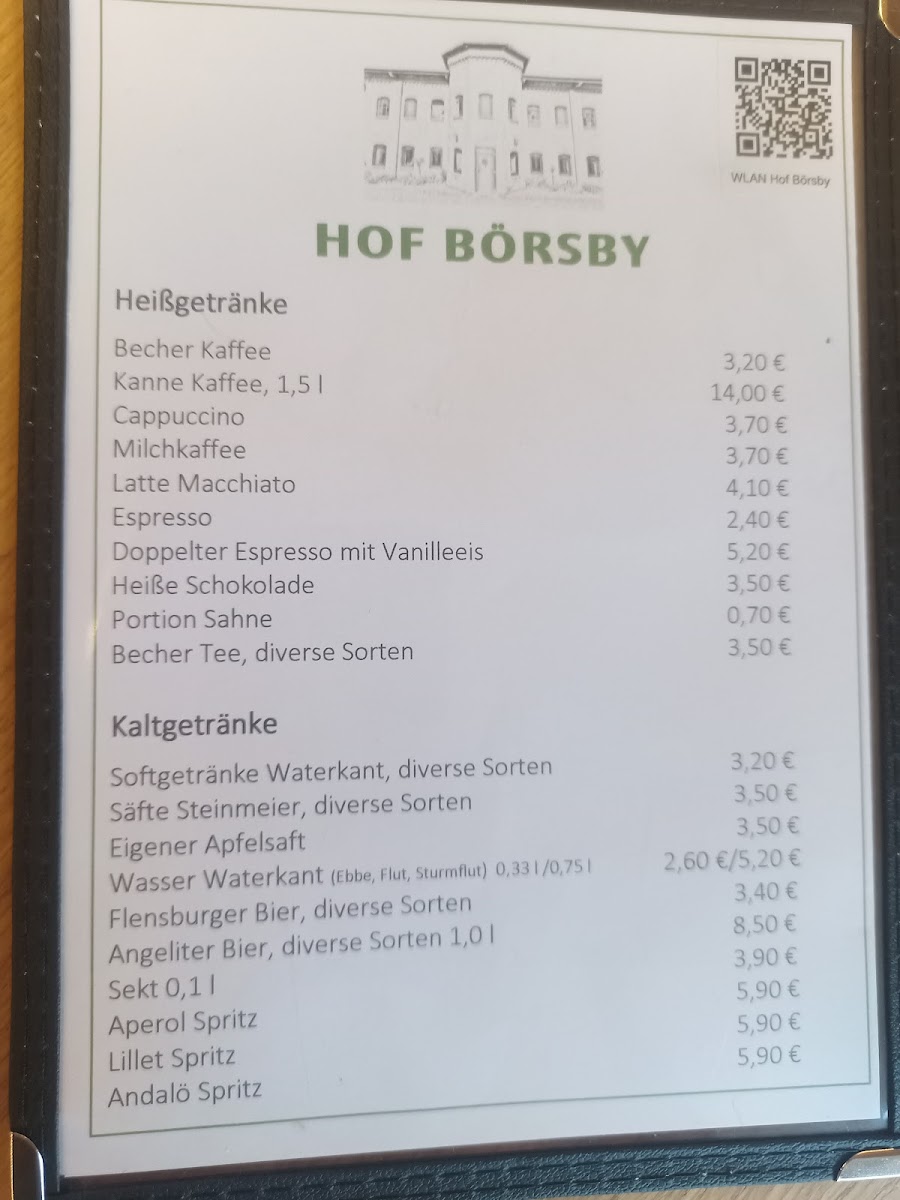 WLAN Hof Börsby
HOF BÖRSBY
Heißgetränke
Becher Kaffee 3,20 €
Kanne Kaffee, 1,5 l 14,00 €
Cappuccino 3,70 €
Milchkaffee 3,70 €
Latte Macchiato 4,10 €
Espresso 2,40 €
Doppelter Espresso mit Vanilleeis 5,20 €
Heiße Schokolade 3,50 €
Portion Sahne 0,70 €
Becher Tee, diverse Sorten 3,50 €
Kaltgetränke
Softgetränke Waterkant, diverse Sorten 3,20 €
Säfte Steinmeier, diverse Sorten 3,50 €
Eigener Apfelsaft 3,50 €
Wasser Waterkant (Ebbe, Flut, Sturmflut) 0,33 l/0,75 l 2,60 €/5,20 €
Flensburger Bier, diverse Sorten 3,40 €
Angeliter Bier, diverse Sorten 1,0 l 8,50 €
Sekt 0,1 l 3,90 €
Aperol Spritz 5,90 €
Lillet Spritz 5,90 €
Andalö Spritz 5,90 €